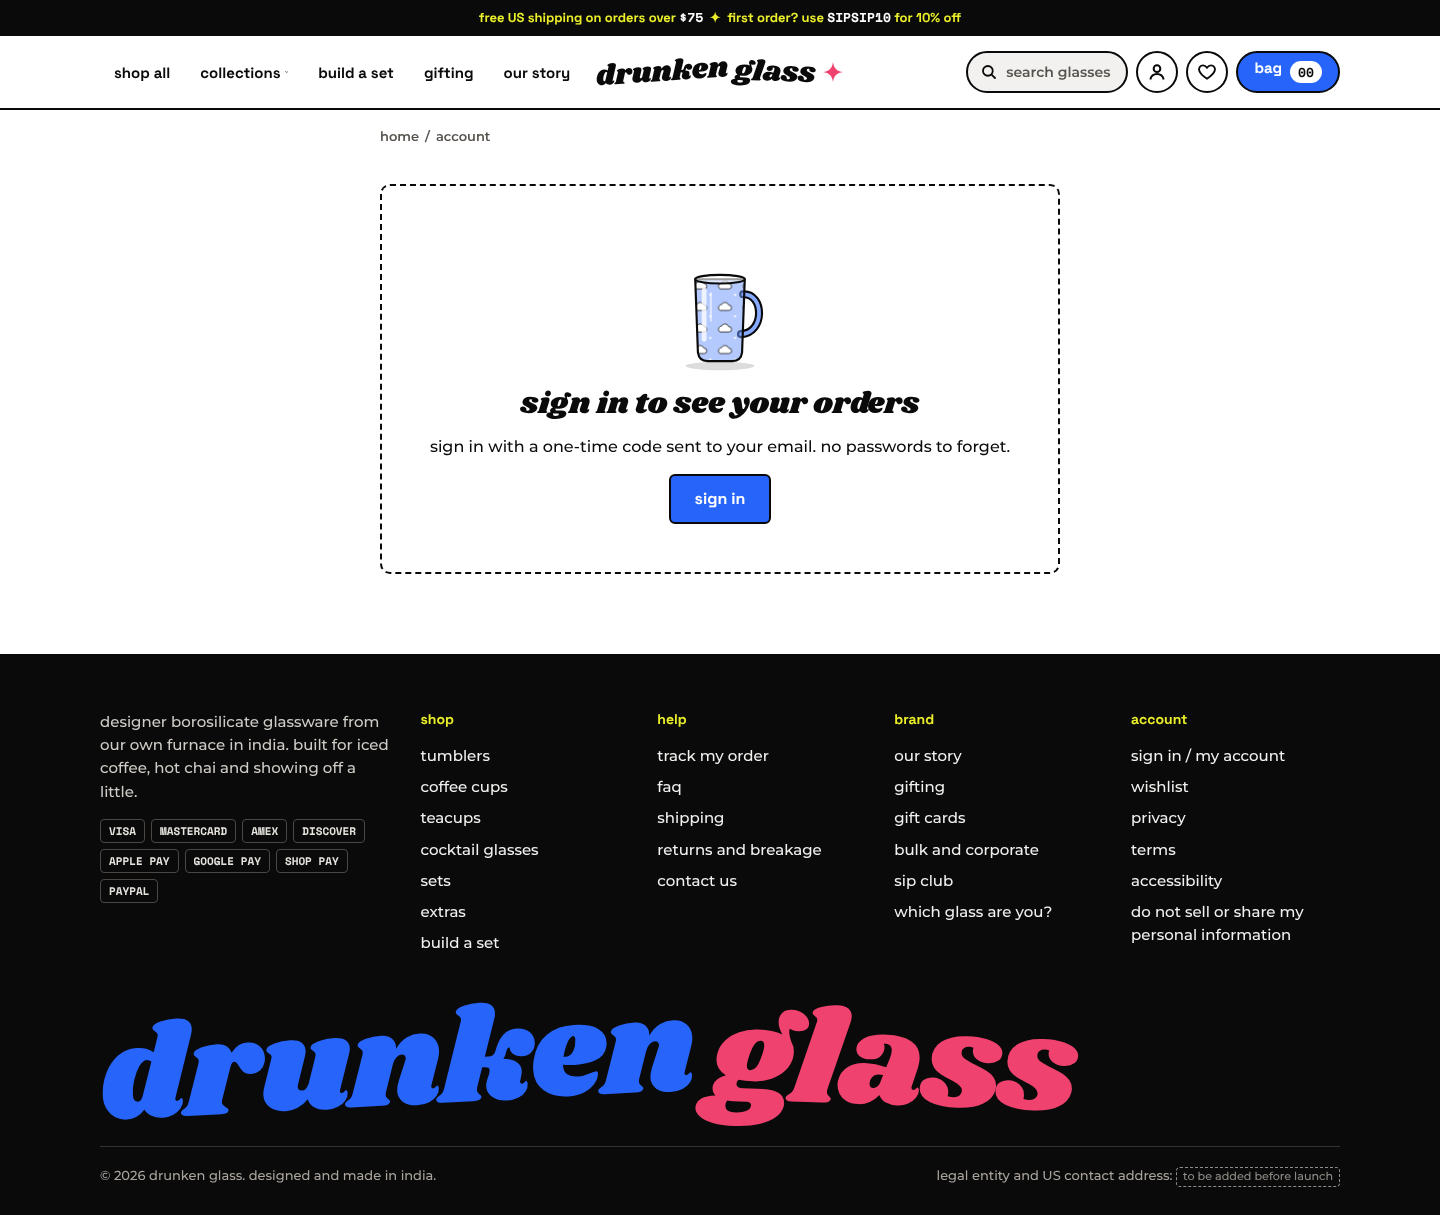 free US shipping on orders over $75 ✦ first order? use SIPSIP10 for 10% off
shop all
collections
build a set
gifting
our story
drunken glass ✦
search glasses
bag 00
home / account
sign in to see your orders
sign in with a one-time code sent to your email. no passwords to forget.
sign in
designer borosilicate glassware from
our own furnace in india. built for iced
coffee, hot chai and showing off a
little.
VISA
MASTERCARD
AMEX
DISCOVER
APPLE PAY
GOOGLE PAY
SHOP PAY
PAYPAL
shop
tumblers
coffee cups
teacups
cocktail glasses
sets
extras
build a set
help
track my order
faq
shipping
returns and breakage
contact us
brand
our story
gifting
gift cards
bulk and corporate
sip club
which glass are you?
account
sign in / my account
wishlist
privacy
terms
accessibility
do not sell or share my
personal information
drunken glass
© 2026 drunken glass. designed and made in india.
legal entity and US contact address: to be added before launch